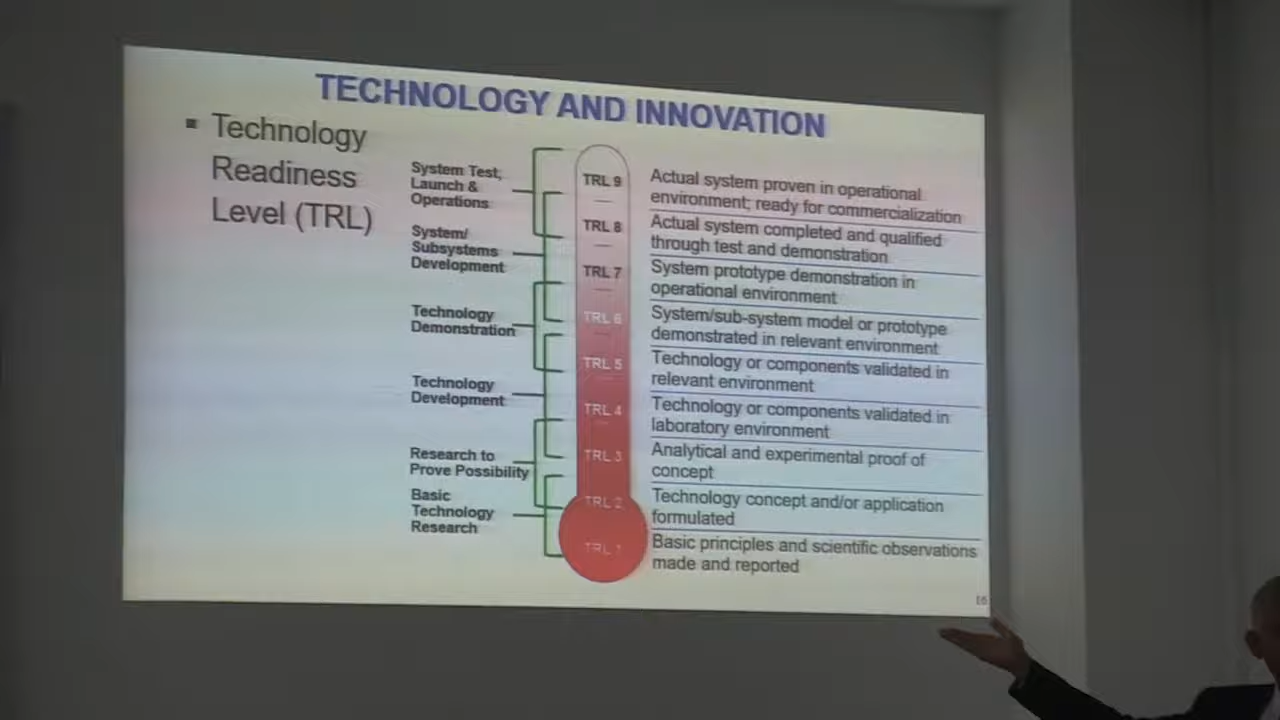 TECHNOLOGY AND INNOVATION
▪ Technology
Readiness
Level (TRL)
System Test,
Launch &
Operations
System/
Subsystems
Development
Technology
Demonstration
Technology
Development
Research to
Prove Possibility
Basic
Technology
Research
TRL 9
TRL 8
TRL 7
TRL 6
TRL 5
TRL 4
TRL 3
TRL 2
TRL 1
Actual system proven in operational
environment; ready for commercialization
Actual system completed and qualified
through test and demonstration
System prototype demonstration in
operational environment
System/sub-system model or prototype
demonstrated in relevant environment
Technology or components validated in
relevant environment
Technology or components validated in
laboratory environment
Analytical and experimental proof of
concept
Technology concept and/or application
formulated
Basic principles and scientific observations
made and reported